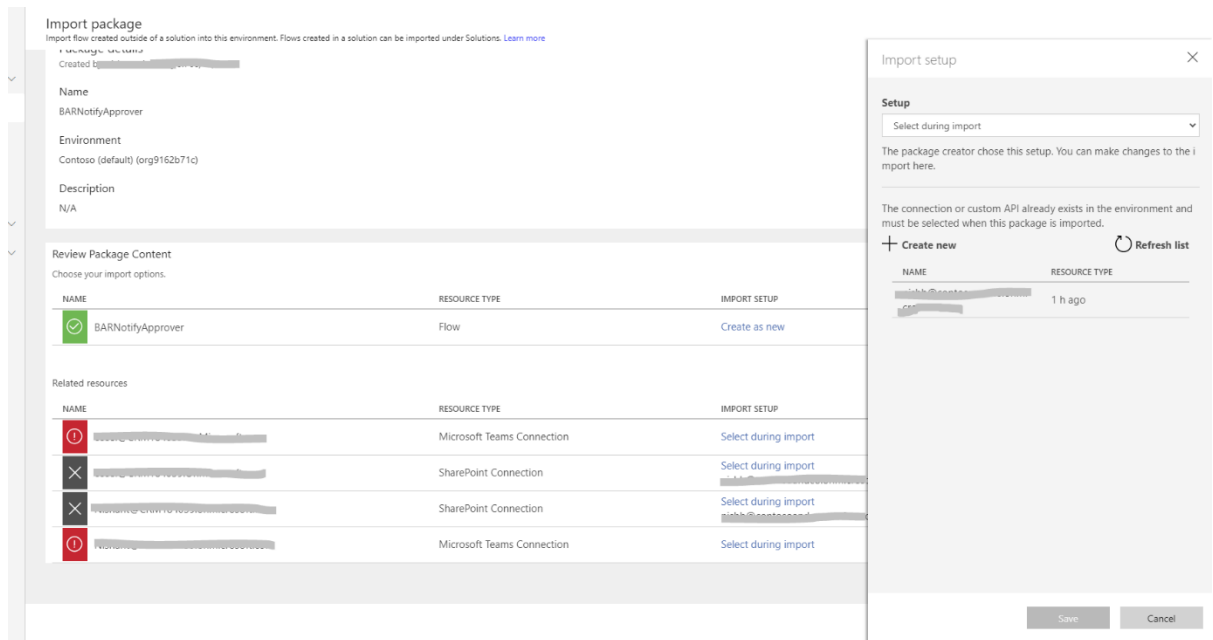 Import package
Import flow created outside of a solution into this environment. Flows created in a solution can be imported under Solutions. Learn more
Package details
Created
Name
BARNotifyApprover
Environment
Contoso (default) (org9162b71c)
Description
N/A
Review Package Content
Choose your import options.
NAME RESOURCE TYPE IMPORT SETUP
BARNotifyApprover Flow Create as new
Related resources
NAME RESOURCE TYPE IMPORT SETUP
Microsoft Teams Connection Select during import
SharePoint Connection Select during import
SharePoint Connection Select during import
Microsoft Teams Connection Select during import
Import setup
Setup
Select during import
The package creator chose this setup. You can make changes to the i
mport here.
The connection or custom API already exists in the environment and
must be selected when this package is imported.
Create new Refresh list
NAME RESOURCE TYPE
1 h ago
Save Cancel